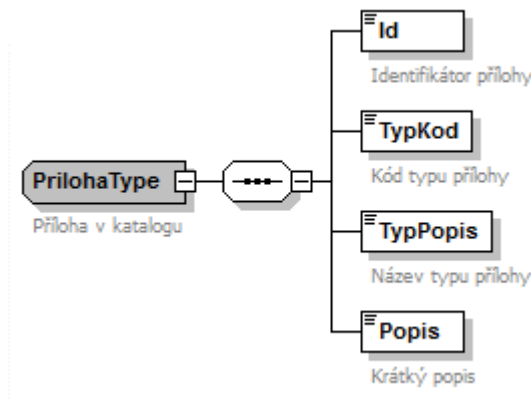 Id
Identifikátor přílohy
TypKod
Kód typu přílohy
PrilohaType
Příloha v katalogu
TypPopis
Název typu přílohy
Popis
Krátký popis